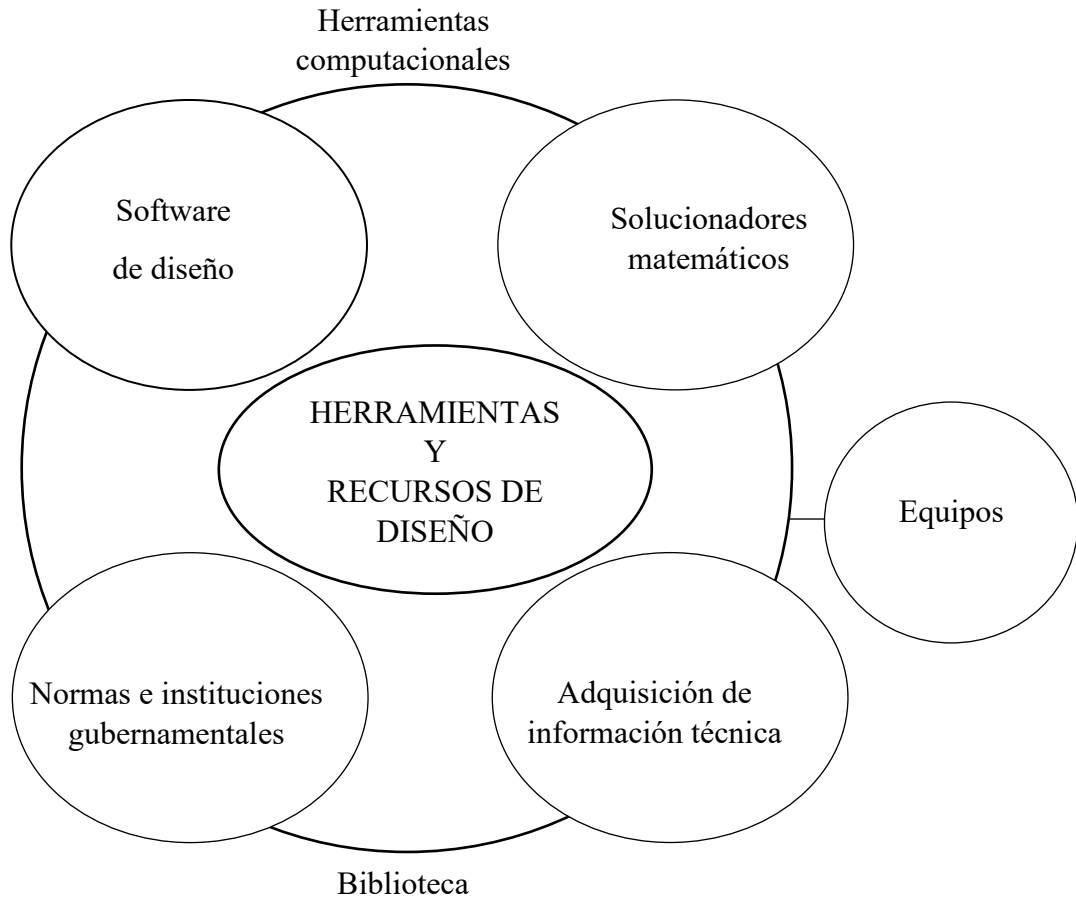 Herramientas
computacionales
Software
de diseño
Solucionadores
matemáticos
HERRAMIENTAS
Y
RECURSOS DE
DISEÑO
Equipos
Normas e instituciones
gubernamentales
Adquisición de
información técnica
Biblioteca